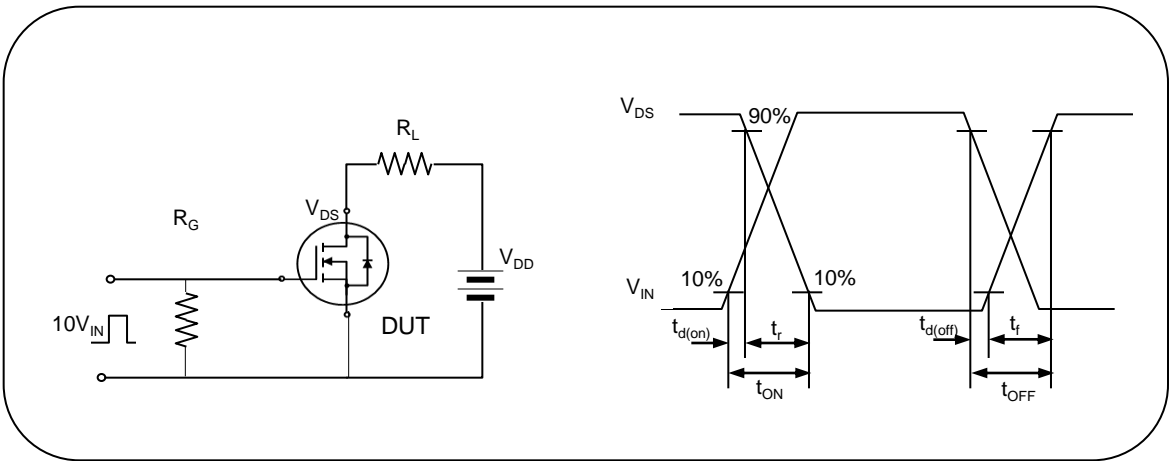 R_L
R_G
V_DS
V_DD
10V_IN
DUT
V_DS
90%
V_IN
10%
10%
t_d(on)
t_r
t_d(off)
t_f
t_ON
t_OFF